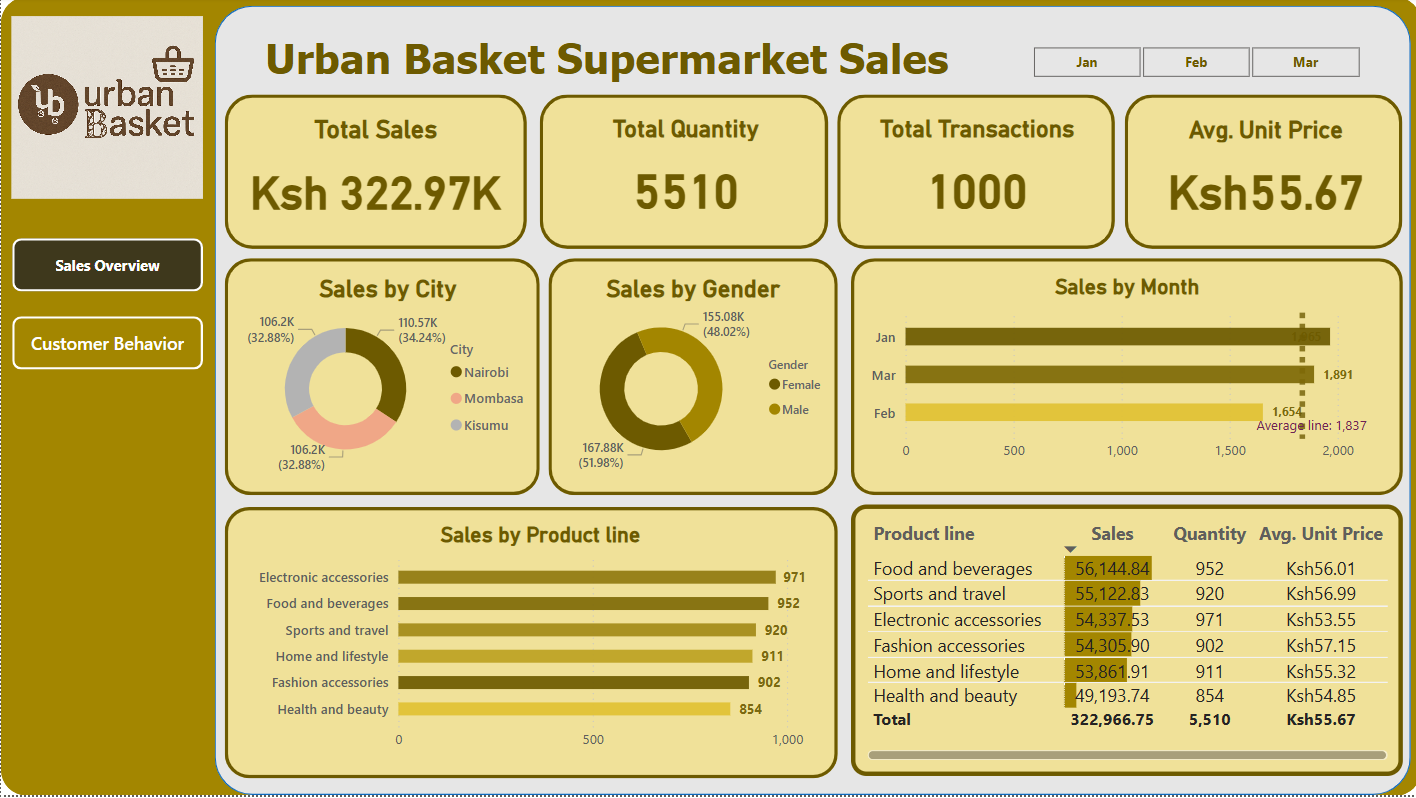 urban
Basket
ub
Sales Overview
Customer Behavior
Urban Basket Supermarket Sales
Jan Feb Mar
Total Sales
Ksh 322.97K
Total Quantity
5510
Total Transactions
1000
Avg. Unit Price
Ksh55.67
Sales by City
106.2K
(32.88%)
110.57K
(34.24%)
106.2K
(32.88%)
City
Nairobi
Mombasa
Kisumu
Sales by Gender
155.08K
(48.02%)
167.88K
(51.98%)
Gender
Female
Male
Sales by Month
Jan
Mar 1,891
Feb 1,654
Average line: 1,837
0 500 1,000 1,500 2,000
Sales by Product line
Electronic accessories 971
Food and beverages 952
Sports and travel 920
Home and lifestyle 911
Fashion accessories 902
Health and beauty 854
0 500 1,000
Product line Sales Quantity Avg. Unit Price
Food and beverages 56,144.84 952 Ksh56.01
Sports and travel 55,122.83 920 Ksh56.99
Electronic accessories 54,337.53 971 Ksh53.55
Fashion accessories 54,305.90 902 Ksh57.15
Home and lifestyle 53,861.91 911 Ksh55.32
Health and beauty 49,193.74 854 Ksh54.85
Total 322,966.75 5,510 Ksh55.67